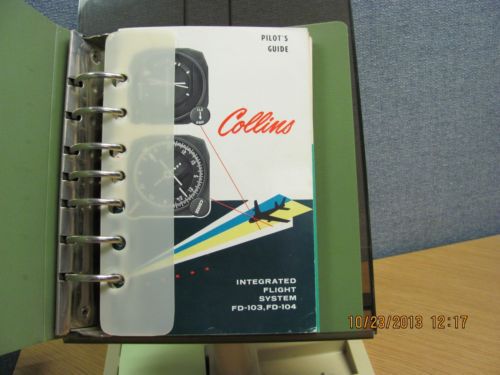 PILOT'S
GUIDE
Collins
INTEGRATED
FLIGHT
SYSTEM
FD-103, FD-104
10/23/2013 12:17